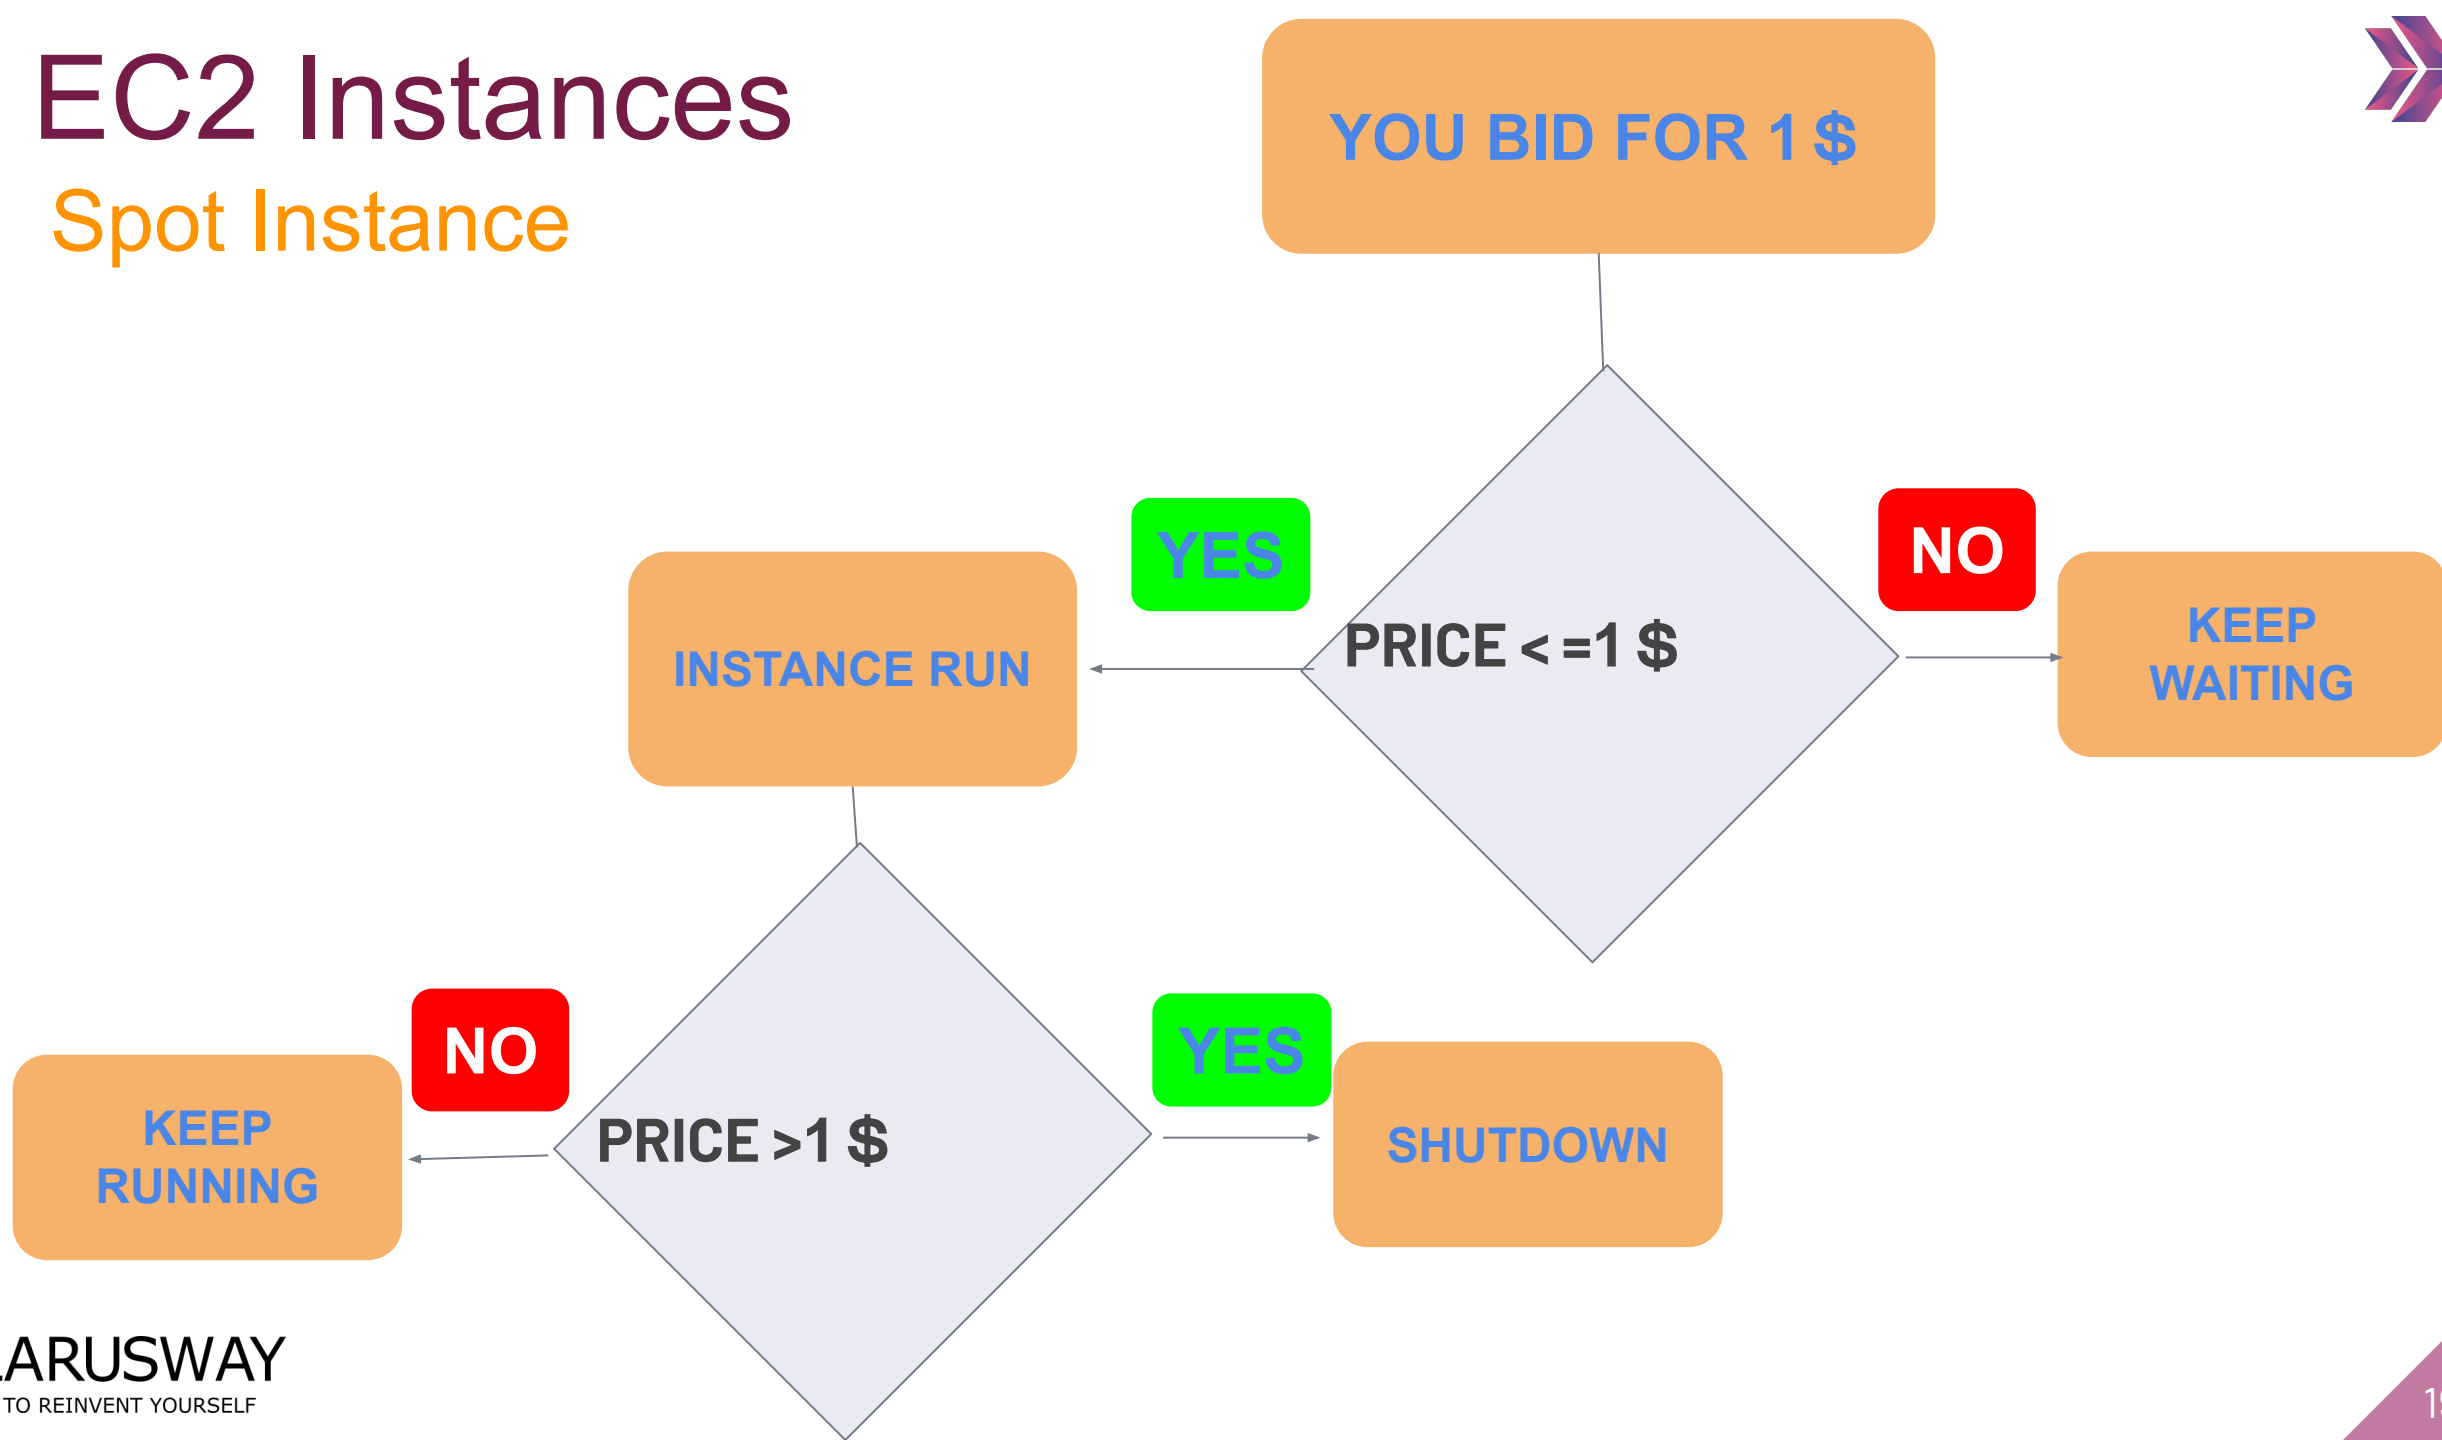 EC2 Instances
Spot Instance
YOU BID FOR 1 $
YES
NO
INSTANCE RUN
PRICE < =1 $
KEEP
WAITING
NO
YES
KEEP
RUNNING
PRICE >1 $
SHUTDOWN
ARUSWAY
TO REINVENT YOURSELF